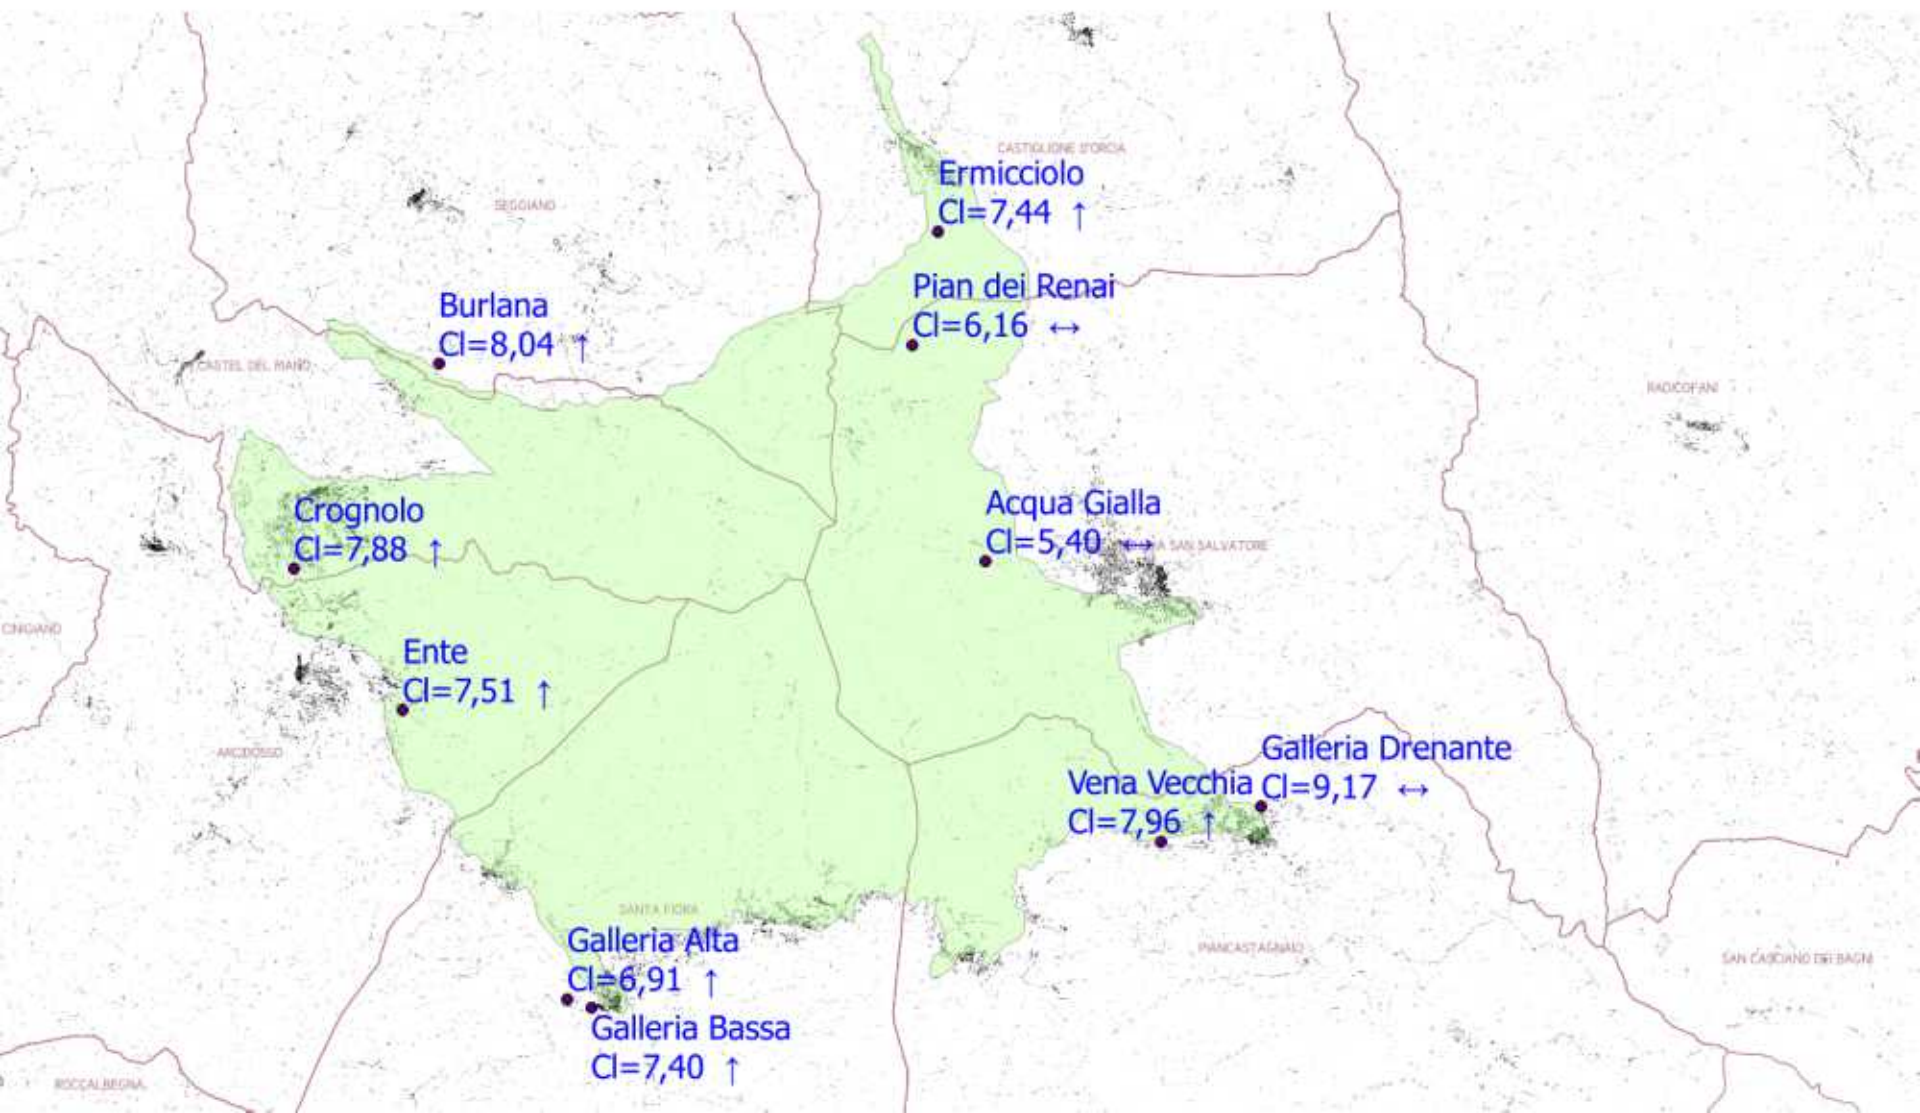 CASTIGLIONE D'ORCIA
Ermicciolo
Cl=7,44 ↑
SEGGIANO
Pian dei Renai
Cl=6,16 ↔
Burlana
Cl=8,04 ↑
CASTEL DEL PIANO
RADICOFANI
Acqua Gialla
Cl=5,40 ↔
SAN SALVATORE
Crognolo
Cl=7,88 ↑
CINIGIANO
Ente
Cl=7,51 ↑
ARCIDOSSO
Galleria Drenante
Cl=9,17 ↔
Vena Vecchia
Cl=7,96 ↑
SANTA FIORA
Galleria Alta
Cl=6,91 ↑
PIANCASTAGNAIO
SAN CASCIANO DEI BAGNI
Galleria Bassa
Cl=7,40 ↑
ROCCALBEGNA